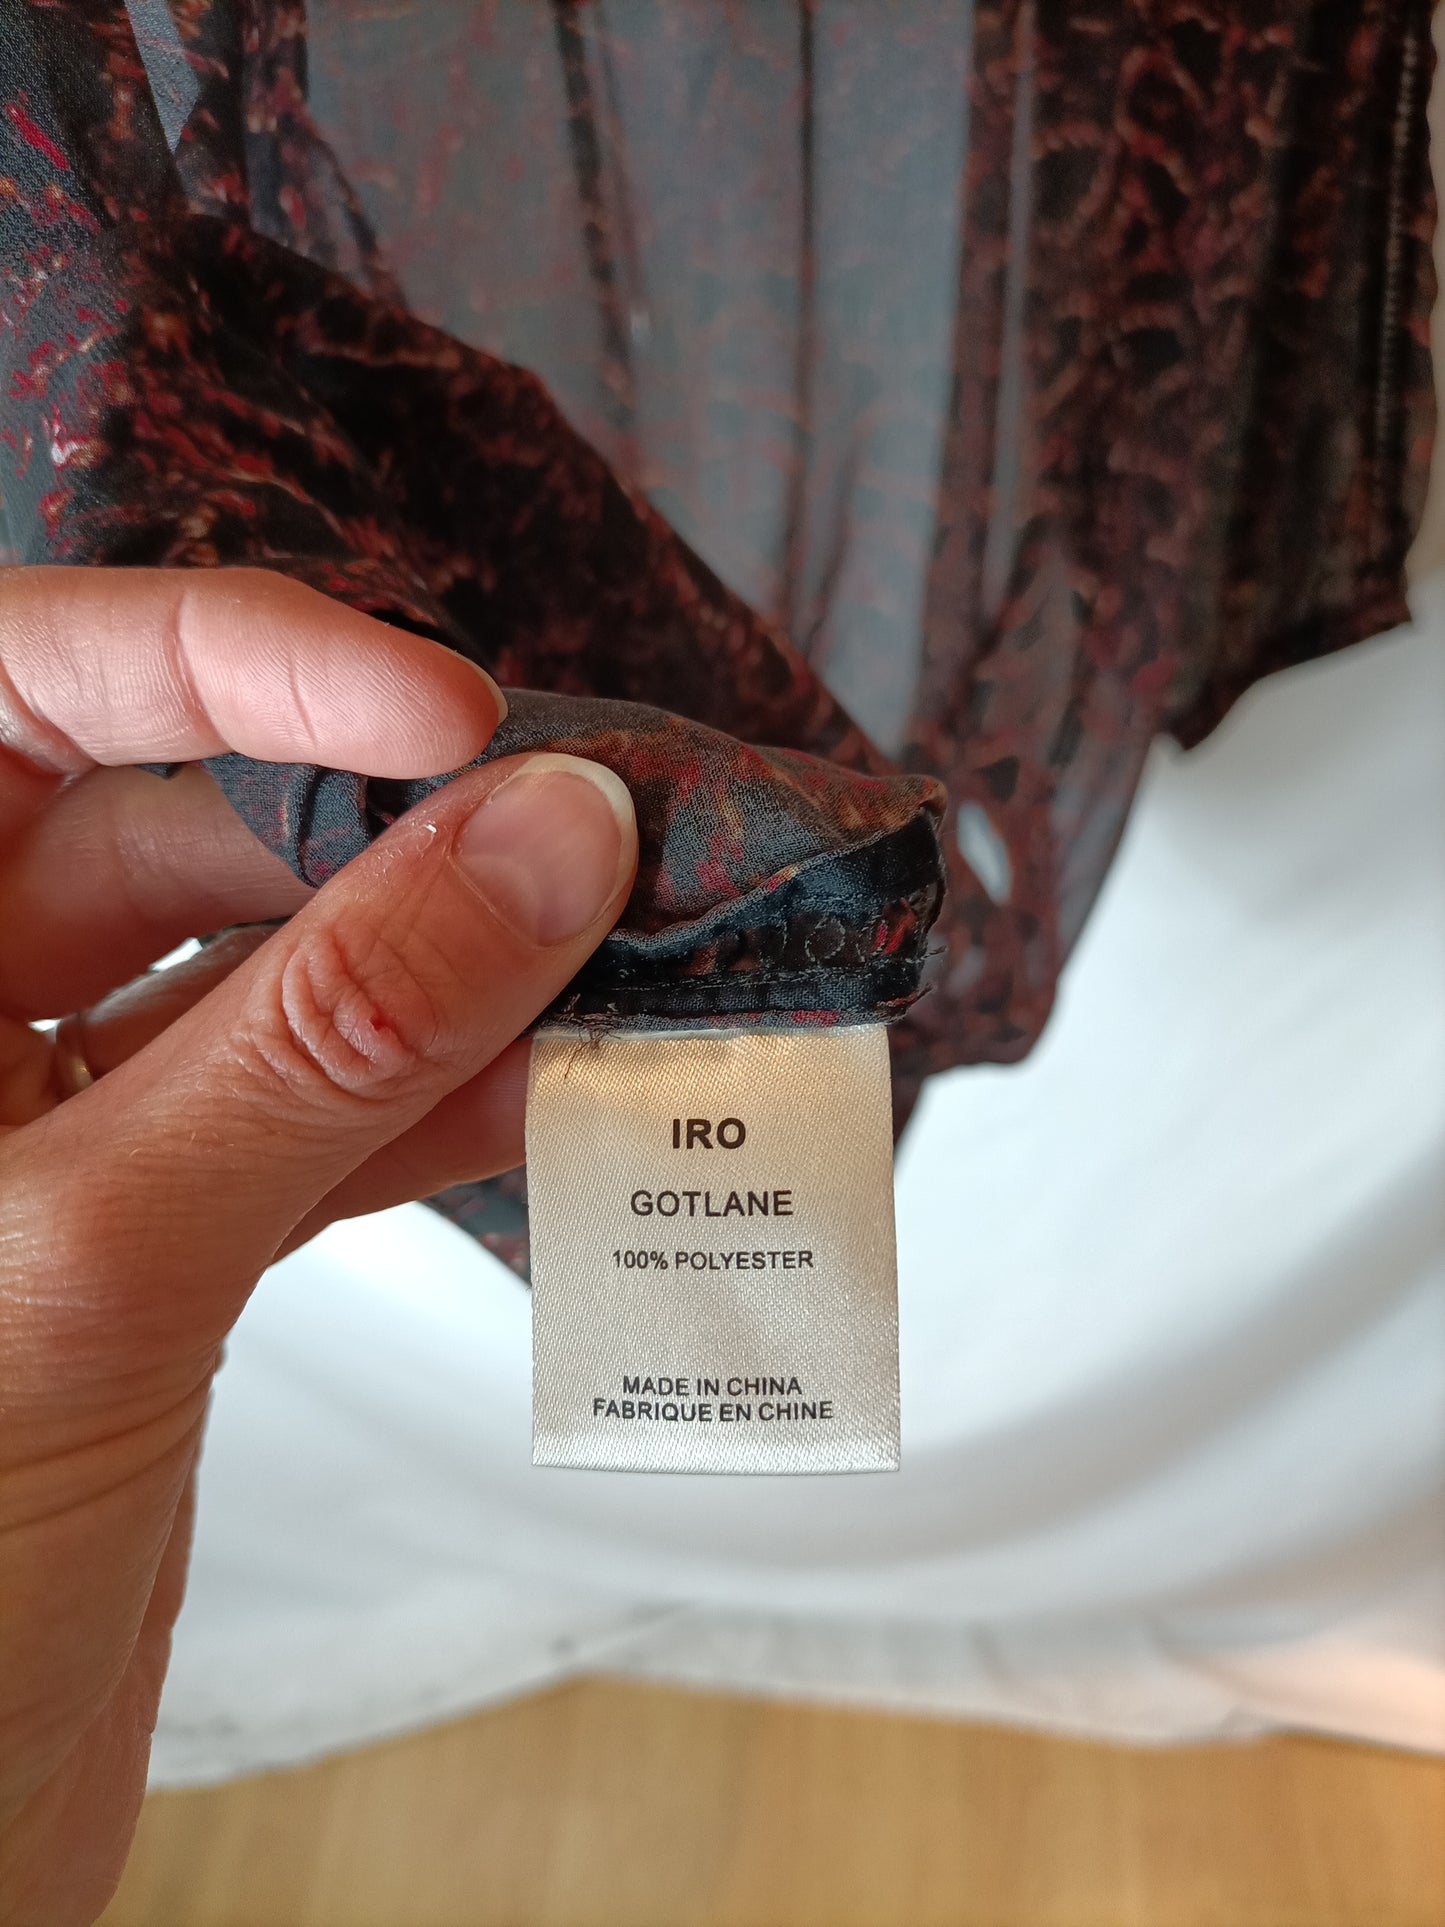 IRO
GOTLANE
100% POLYESTER
MADE IN CHINA
FABRIQUE EN CHINE